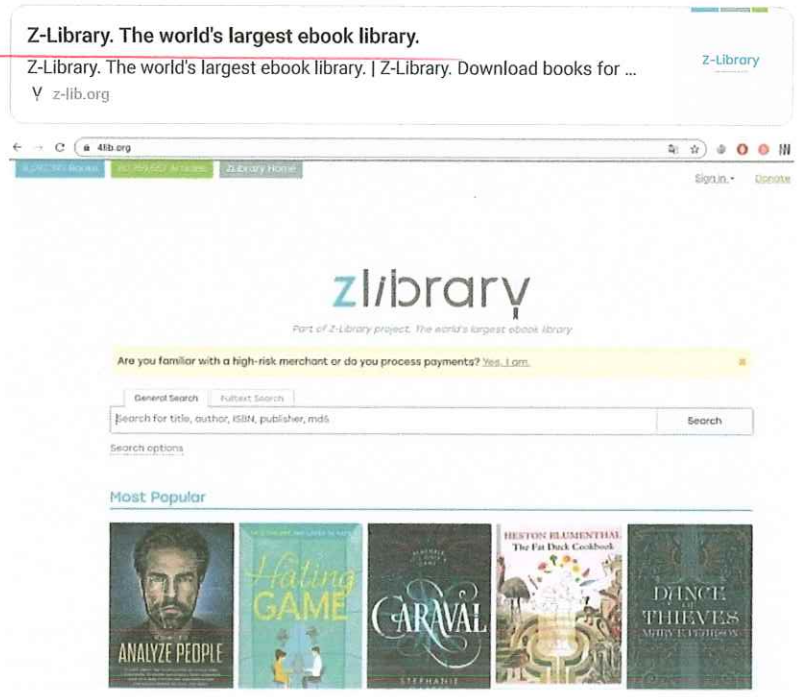 Z-Library. The world's largest ebook library.
Z-Library. The world's largest ebook library. | Z-Library. Download books for ...
Z-Library
z-lib.org
4lib.org
ZLibrary Home
Sign in
Donate
zlibrary
Part of Z-Library project. The world's largest ebook library
Are you familiar with a high-risk merchant or do you process payments? Yes, I am.
General Search
Fulltext Search
Search for title, author, ISBN, publisher, md5
Search
Search options
Most Popular
ANALYZE PEOPLE
Hating
GAME
CARAVAL
STEPHANIE
HESTON BLUMENTHAL
The Fat Duck Cookbook
DANCE
OF
THIEVES
MARY E. PEARSON